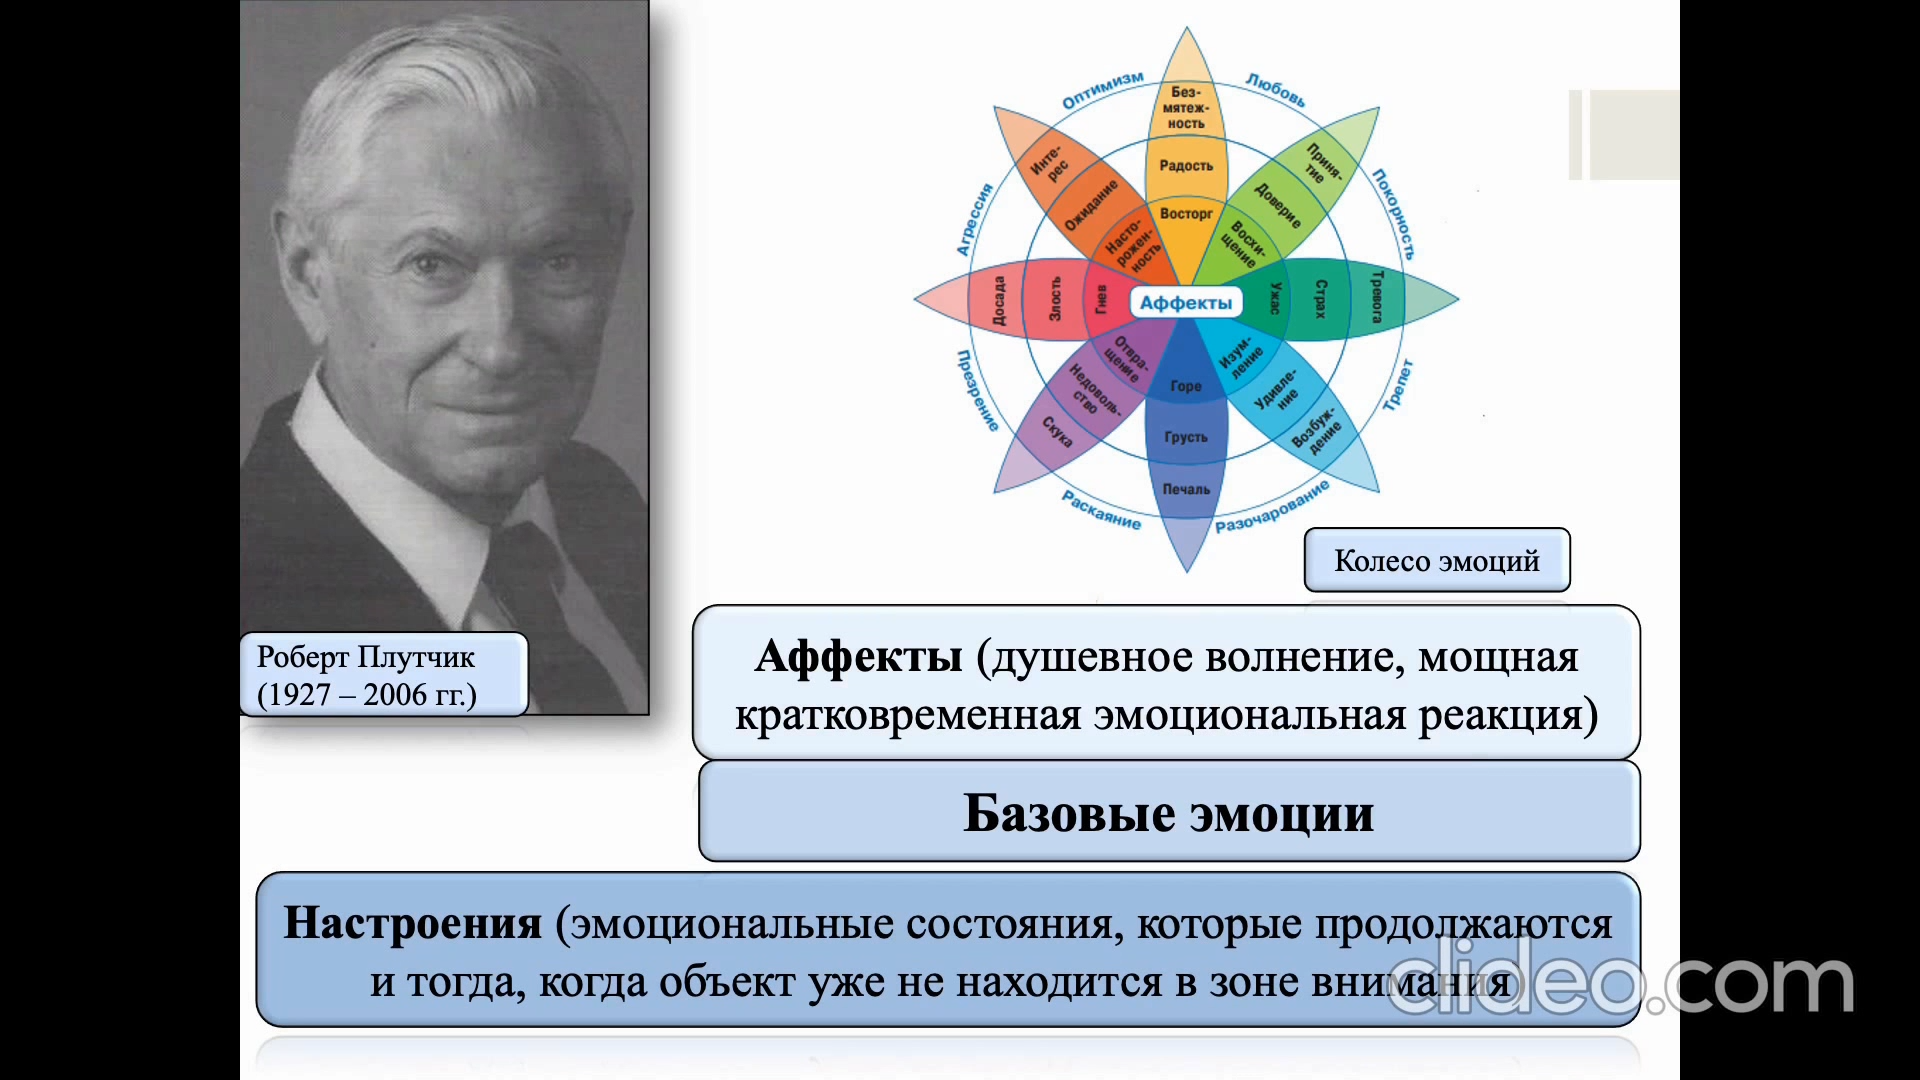 Оптимизм
Любовь
Без-
мятеж-
ность
Инте-
рес
Приня-
тие
Радость
Ожидание
Доверие
Агрессия
Покорность
Восторг
Насто-
рожен-
ность
Восхи-
щение
Досада
Злость
Гнев
Аффекты
Ужас
Страх
Тревога
Отвра-
щение
Изум-
ление
Горе
Недоволь-
ство
Удивле-
ние
Презрение
Трепет
Скука
Грусть
Возбуж-
дение
Печаль
Раскаяние
Разочарование
Колесо эмоций
Роберт Плутчик
(1927 – 2006 гг.)
Аффекты (душевное волнение, мощная
кратковременная эмоциональная реакция)
Базовые эмоции
Настроения (эмоциональные состояния, которые продолжаются
и тогда, когда объект уже не находится в зоне внимания)
clideo.com